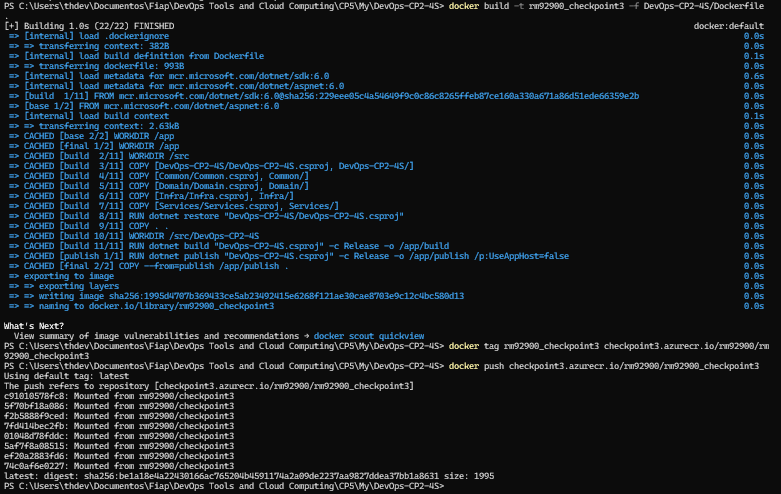 PS C:\Users\thdev\Documentos\Fiap\DevOps Tools and Cloud Computing\CP5\My\DevOps-CP2-4S> docker build -t rm92900_checkpoint3 -f DevOps-CP2-4S/Dockerfile
.
[+] Building 1.0s (22/22) FINISHED docker:default
=> [internal] load .dockerignore 0.0s
=> => transferring context: 382B 0.0s
=> [internal] load build definition from Dockerfile 0.1s
=> => transferring dockerfile: 993B 0.0s
=> [internal] load metadata for mcr.microsoft.com/dotnet/sdk:6.0 0.6s
=> [internal] load metadata for mcr.microsoft.com/dotnet/aspnet:6.0 0.0s
=> [build  1/11] FROM mcr.microsoft.com/dotnet/sdk:6.0@sha256:229eee05c4a54649f9c0c86c8265ffeb87ce160a330a671a86d51ede66359e2b 0.0s
=> [base 1/2] FROM mcr.microsoft.com/dotnet/aspnet:6.0 0.0s
=> [internal] load build context 0.1s
=> => transferring context: 2.63kB 0.0s
=> CACHED [base 2/2] WORKDIR /app 0.0s
=> CACHED [final 1/2] WORKDIR /app 0.0s
=> CACHED [build  2/11] WORKDIR /src 0.0s
=> CACHED [build  3/11] COPY [DevOps-CP2-4S/DevOps-CP2-4S.csproj, DevOps-CP2-4S/] 0.0s
=> CACHED [build  4/11] COPY [Common/Common.csproj, Common/] 0.0s
=> CACHED [build  5/11] COPY [Domain/Domain.csproj, Domain/] 0.0s
=> CACHED [build  6/11] COPY [Infra/Infra.csproj, Infra/] 0.0s
=> CACHED [build  7/11] COPY [Services/Services.csproj, Services/] 0.0s
=> CACHED [build  8/11] RUN dotnet restore "DevOps-CP2-4S/DevOps-CP2-4S.csproj" 0.0s
=> CACHED [build  9/11] COPY . . 0.0s
=> CACHED [build 10/11] WORKDIR /src/DevOps-CP2-4S 0.0s
=> CACHED [build 11/11] RUN dotnet build "DevOps-CP2-4S.csproj" -c Release -o /app/build 0.0s
=> CACHED [publish 1/1] RUN dotnet publish "DevOps-CP2-4S.csproj" -c Release -o /app/publish /p:UseAppHost=false 0.0s
=> CACHED [final 2/2] COPY --from=publish /app/publish . 0.0s
=> exporting to image 0.0s
=> => exporting layers 0.0s
=> => writing image sha256:1995d4707b369433ce5ab23492415e6268f121ae30cae8703e9c12c4bc580d13 0.0s
=> => naming to docker.io/library/rm92900_checkpoint3 0.0s
What's Next?
View summary of image vulnerabilities and recommendations → docker scout quickview
PS C:\Users\thdev\Documentos\Fiap\DevOps Tools and Cloud Computing\CP5\My\DevOps-CP2-4S> docker tag rm92900_checkpoint3 checkpoint3.azurecr.io/rm92900/rm
92900_checkpoint3
PS C:\Users\thdev\Documentos\Fiap\DevOps Tools and Cloud Computing\CP5\My\DevOps-CP2-4S> docker push checkpoint3.azurecr.io/rm92900/rm92900_checkpoint3
Using default tag: latest
The push refers to repository [checkpoint3.azurecr.io/rm92900/rm92900_checkpoint3]
c91010578fc8: Mounted from rm92900/checkpoint3
5f70bf18a086: Mounted from rm92900/checkpoint3
f2b5888f9ced: Mounted from rm92900/checkpoint3
7fd414bec2fb: Mounted from rm92900/checkpoint3
01048d78fddc: Mounted from rm92900/checkpoint3
5af7f8a08515: Mounted from rm92900/checkpoint3
ef20a2883fd6: Mounted from rm92900/checkpoint3
74c0af6e0227: Mounted from rm92900/checkpoint3
latest: digest: sha256:be1a18e4a22430166ac765204b4591174a2a09de2237aa9827ddea37bb1a8631 size: 1995
PS C:\Users\thdev\Documentos\Fiap\DevOps Tools and Cloud Computing\CP5\My\DevOps-CP2-4S>